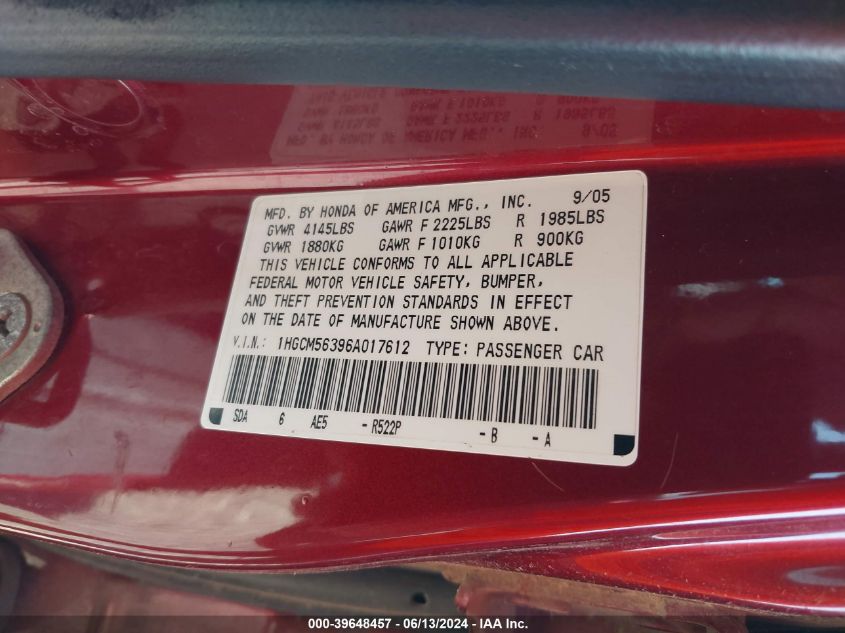 MFD. BY HONDA OF AMERICA MFG., INC. 9/05
GVWR 4145LBS GAWR F 2225LBS R 1985LBS
GVWR 1880KG GAWR F 1010KG R 900KG
THIS VEHICLE CONFORMS TO ALL APPLICABLE
FEDERAL MOTOR VEHICLE SAFETY, BUMPER,
AND THEFT PREVENTION STANDARDS IN EFFECT
ON THE DATE OF MANUFACTURE SHOWN ABOVE.
V.I.N.: 1HGCM56396A017612 TYPE: PASSENGER CAR
SDA 6 AE5 - R522P - B - A
000-39648457 - 06/13/2024 - IAA Inc.